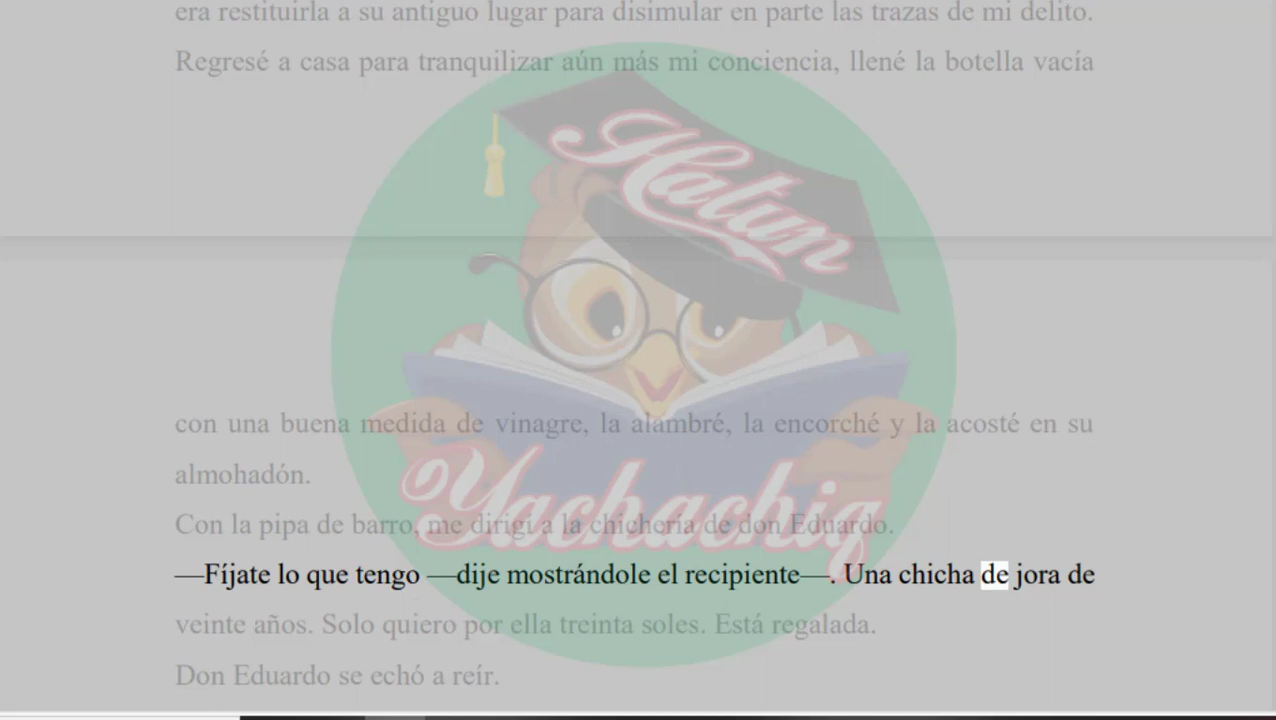 era restituirla a su antiguo lugar para disimular en parte las trazas de mi delito.
Regresé a casa para tranquilizar aún más mi conciencia, llené la botella vacía
Hatun
con una buena medida de vinagre, la alambré, la encorché y la acosté en su
almohadón.
Yachachiq
Con la pipa de barro, me dirigí a la chichería de don Eduardo.
—Fíjate lo que tengo —dije mostrándole el recipiente—. Una chicha de jora de
veinte años. Solo quiero por ella treinta soles. Está regalada.
Don Eduardo se echó a reír.